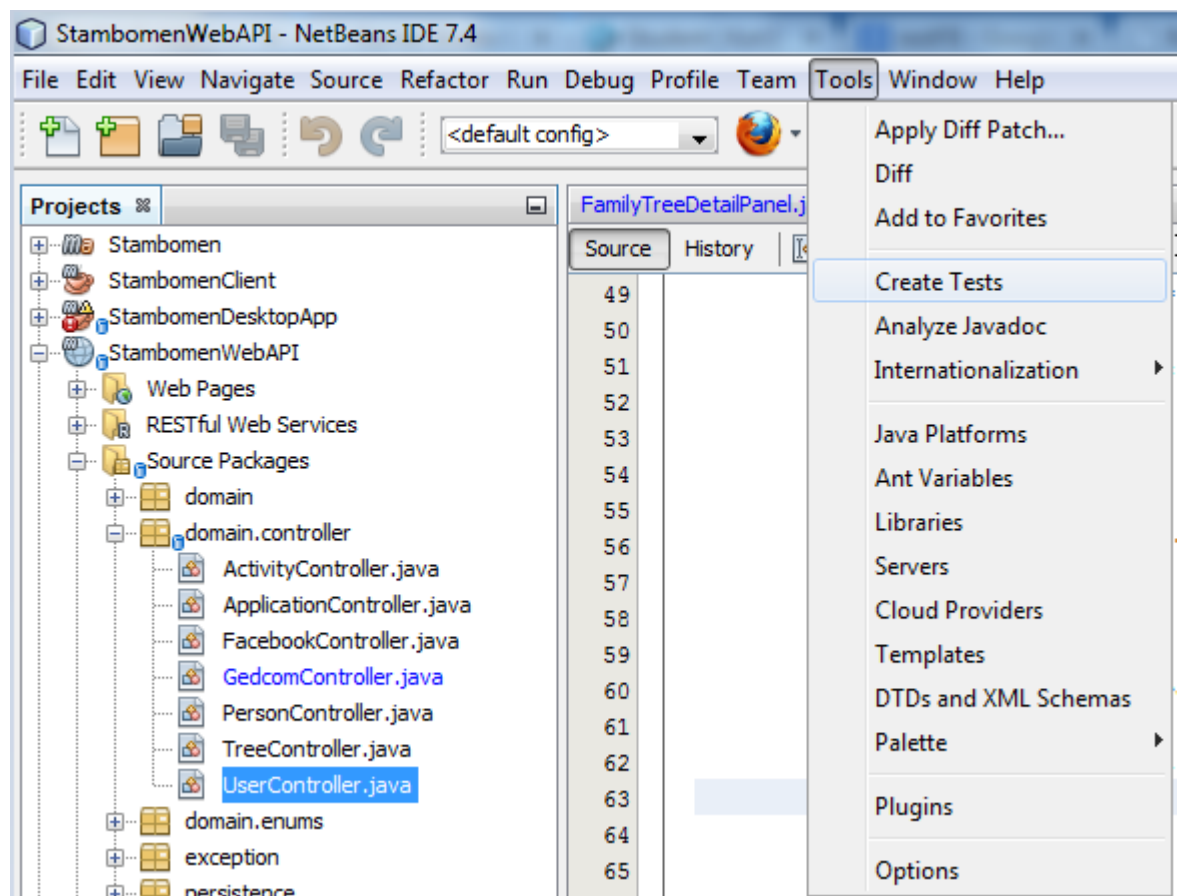 StambomenWebAPI - NetBeans IDE 7.4
File Edit View Navigate Source Refactor Run Debug Profile Team Tools Window Help
<default config>
Projects
Stambomen
StambomenClient
StambomenDesktopApp
StambomenWebAPI
Web Pages
RESTful Web Services
Source Packages
domain
domain.controller
ActivityController.java
ApplicationController.java
FacebookController.java
GedcomController.java
PersonController.java
TreeController.java
UserController.java
domain.enums
exception
persistence
FamilyTreeDetailPanel.j
Source History
49
50
51
52
53
54
55
56
57
58
59
60
61
62
63
64
65
Apply Diff Patch...
Diff
Add to Favorites
Create Tests
Analyze Javadoc
Internationalization
Java Platforms
Ant Variables
Libraries
Servers
Cloud Providers
Templates
DTDs and XML Schemas
Palette
Plugins
Options